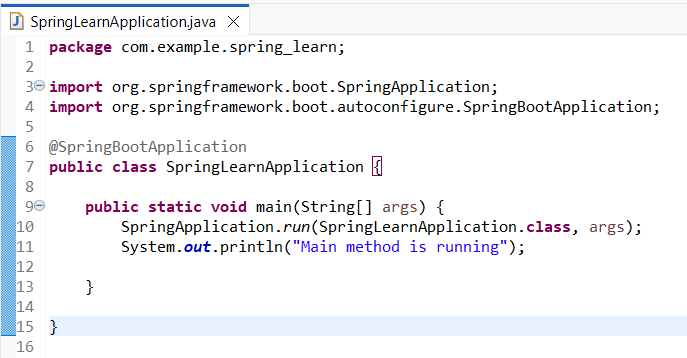 SpringLearnApplication.java
1 package com.example.spring_learn;
2
3 import org.springframework.boot.SpringApplication;
4 import org.springframework.boot.autoconfigure.SpringBootApplication;
5
6 @SpringBootApplication
7 public class SpringLearnApplication {
8
9     public static void main(String[] args) {
10         SpringApplication.run(SpringLearnApplication.class, args);
11         System.out.println("Main method is running");
12
13     }
14
15 }
16